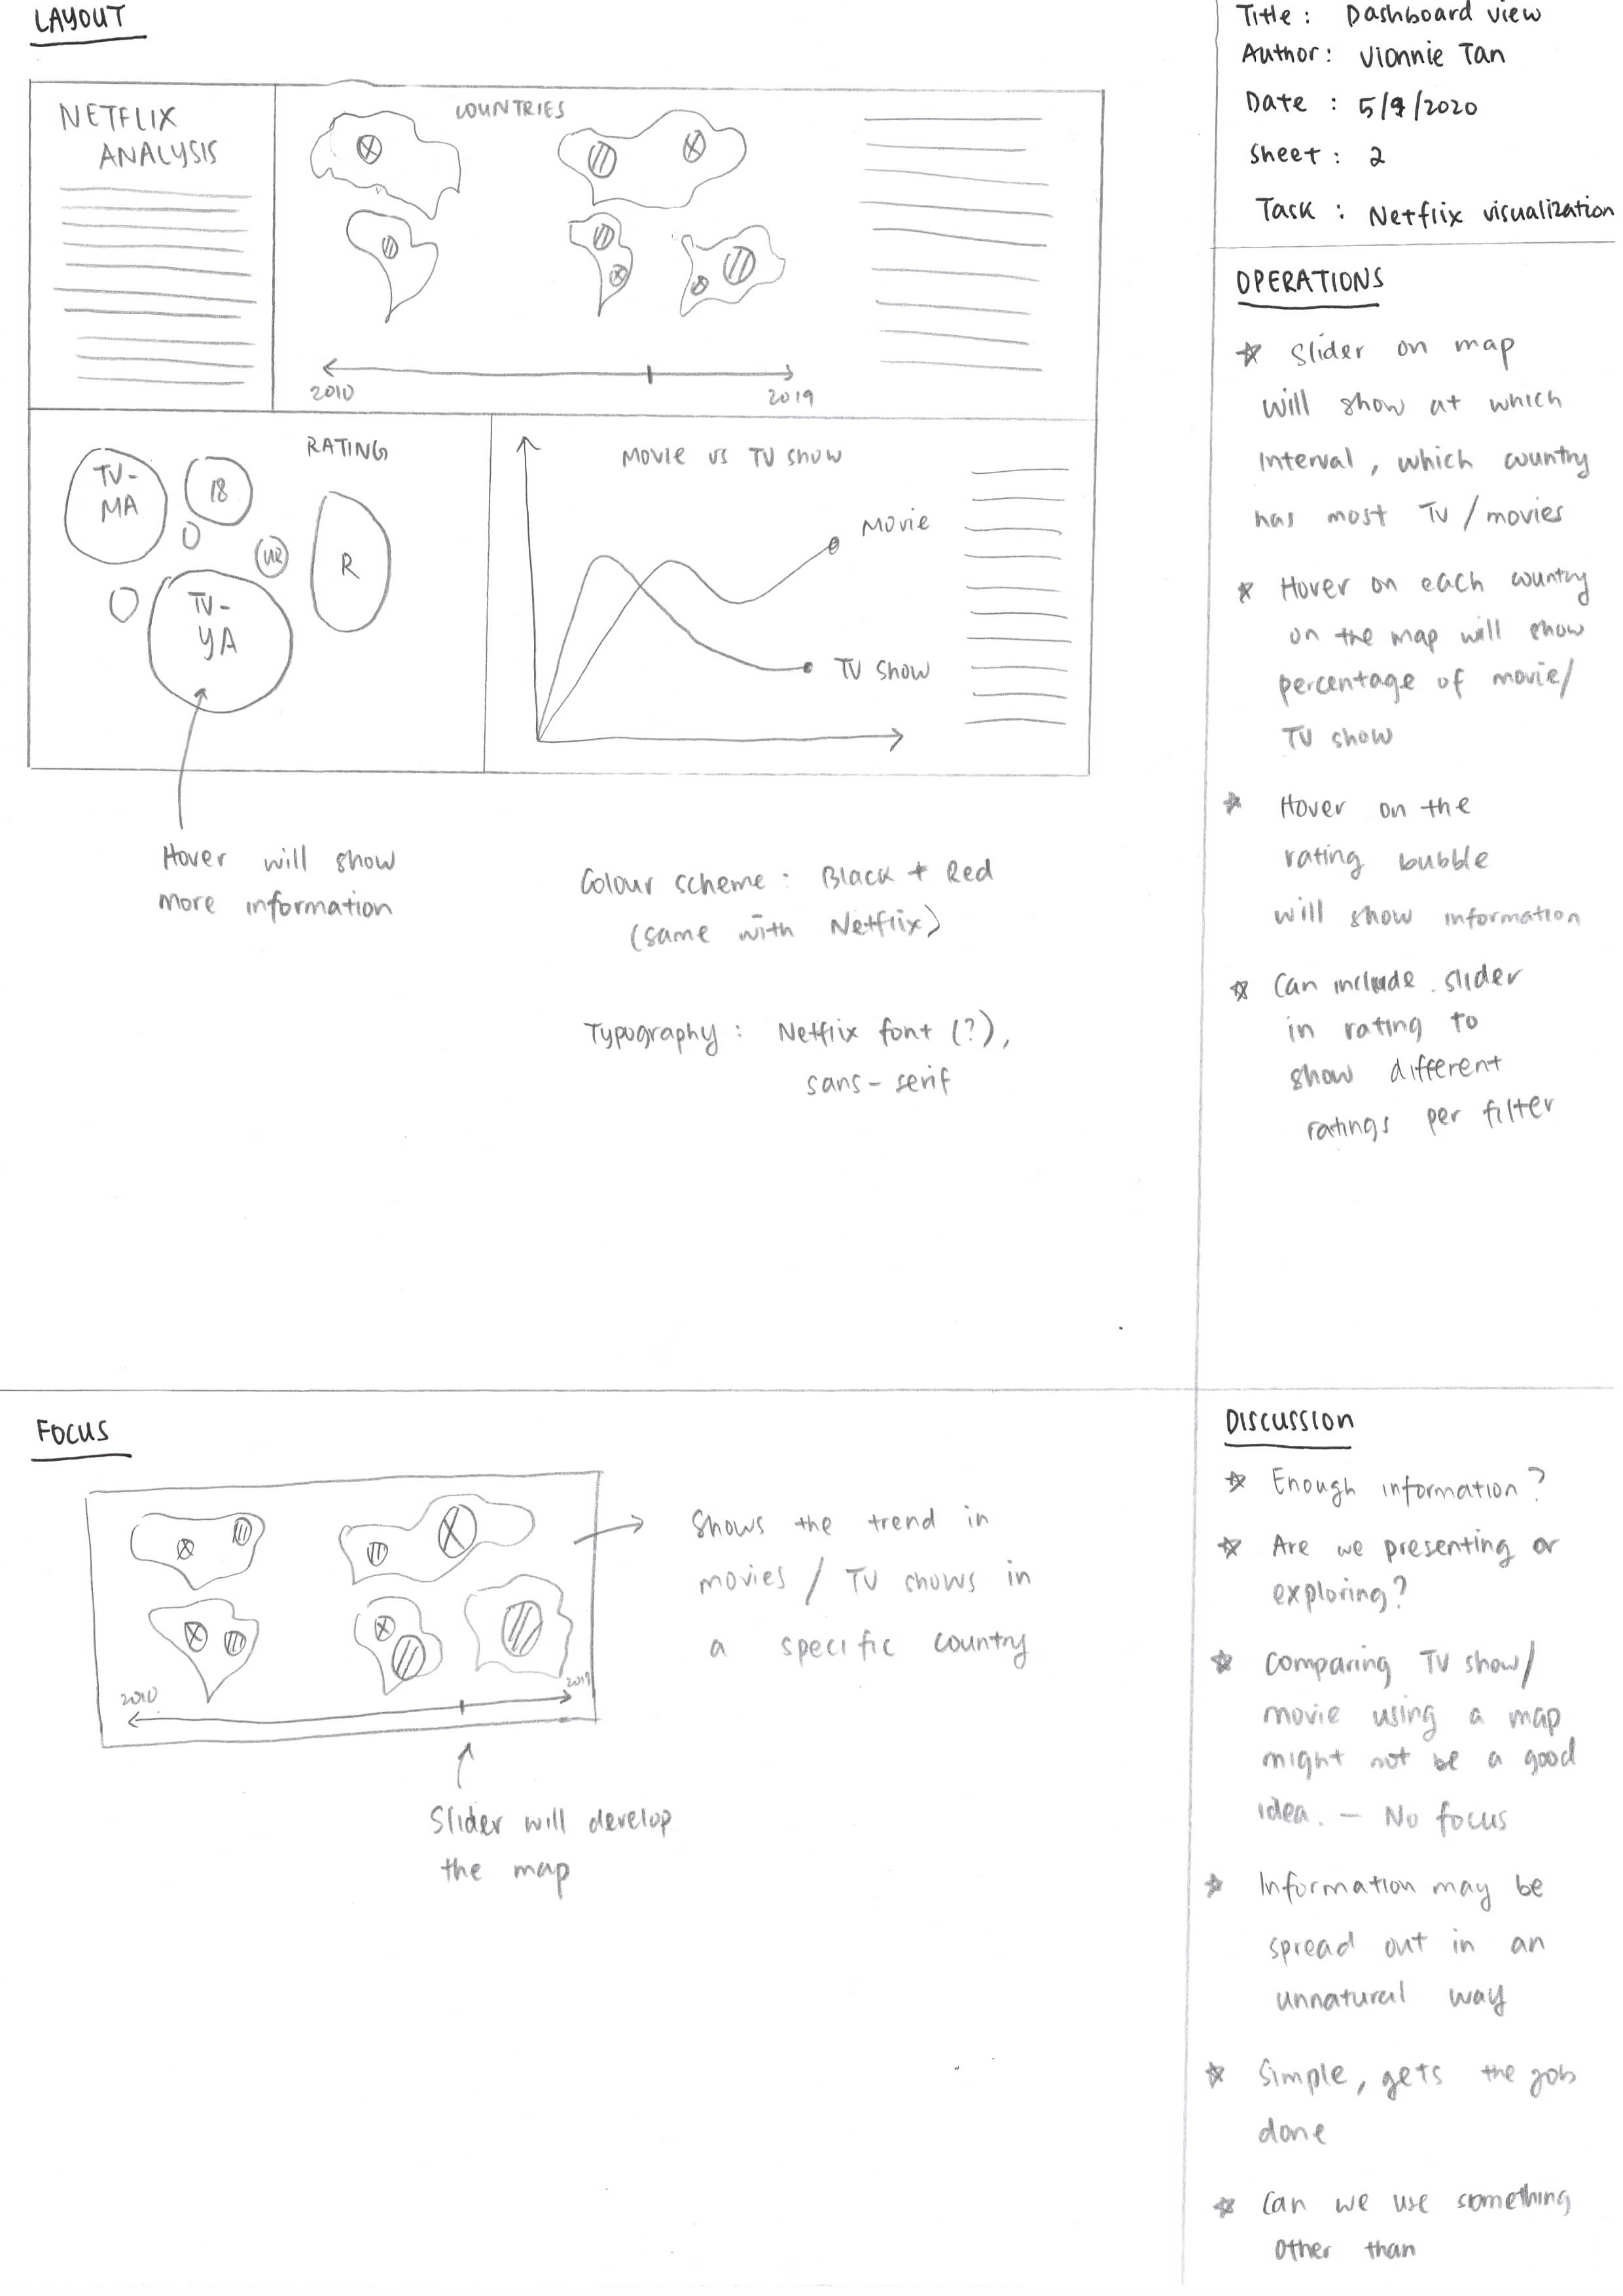 LAYOUT
NETFLIX
ANALYSIS
COUNTRIES
2010
2019
RATING
TV-
MA
18
UR
R
TV-
YA
Movie vs TV show
Movie
TV show
Hover will show
more information
Colour scheme : Black + Red
(same with Netflix)
Typography : Netflix font (?),
sans-serif
Title : Dashboard view
Author : Vionnie Tan
Date : 5/9/2020
Sheet : 2
Task : Netflix visualization
OPERATIONS
☆ Slider on map
will show at which
interval, which country
has most TV / movies
☆ Hover on each country
on the map will show
percentage of movie/
TV show
☆ Hover on the
rating bubble
will show information
☆ Can include slider
in rating to
show different
ratings per filter
FOCUS
2010
2019
Shows the trend in
movies / TV shows in
a specific country
Slider will develop
the map
DISCUSSION
☆ Enough information?
☆ Are we presenting or
exploring?
☆ Comparing TV show/
movie using a map
might not be a good
idea. – No focus
☆ Information may be
spread out in an
unnatural way
☆ Simple, gets the job
done
☆ Can we use something
other than